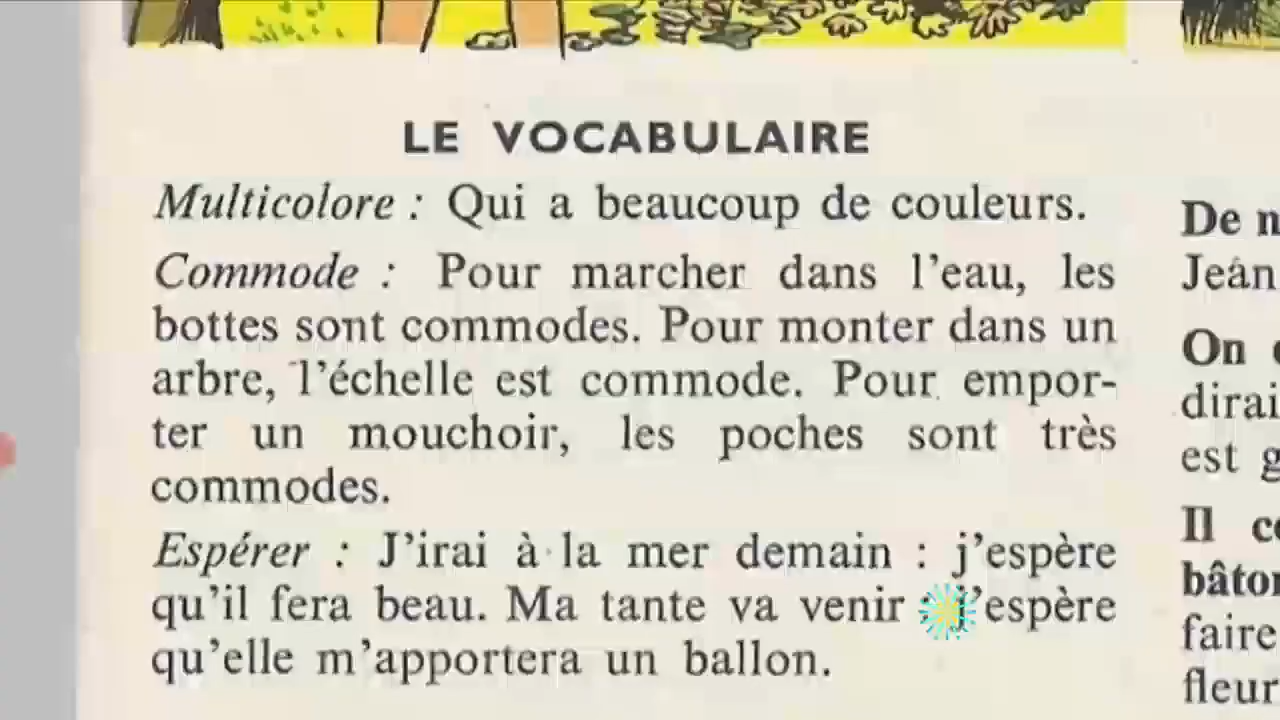 LE VOCABULAIRE
Multicolore : Qui a beaucoup de couleurs.
Commode : Pour marcher dans l'eau, les
bottes sont commodes. Pour monter dans un
arbre, l'échelle est commode. Pour empor-
ter un mouchoir, les poches sont très
commodes.
Espérer : J'irai à la mer demain : j'espère
qu'il fera beau. Ma tante va venir : j'espère
qu'elle m'apportera un ballon.
De
Jean
On
dirai
est
Il
faire